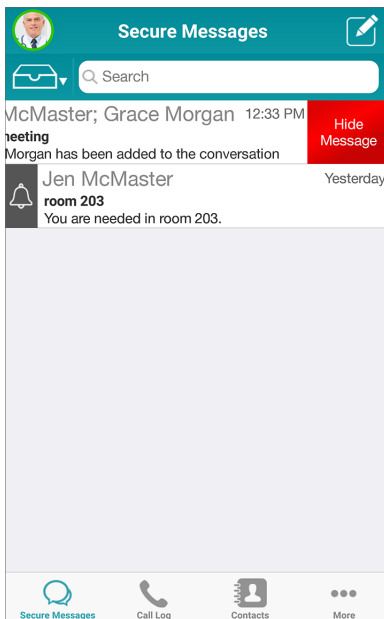 Secure Messages
Search
McMaster; Grace Morgan 12:33 PM
neeting
Morgan has been added to the conversation
Hide
Message
Jen McMaster Yesterday
room 203
You are needed in room 203.
Secure Messages Call Log Contacts More